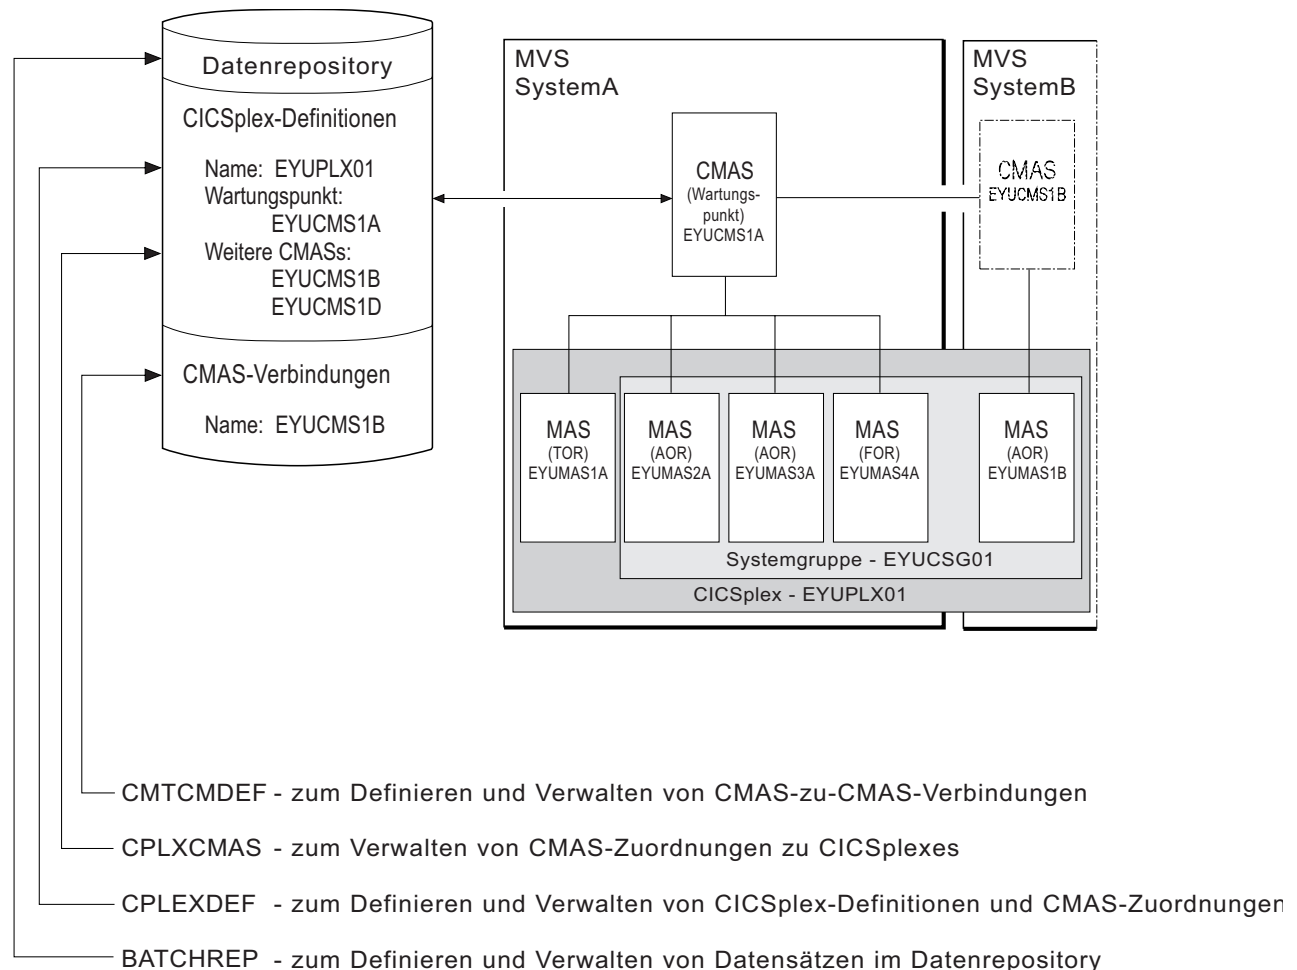 Datenrepository
CICSplex-Definitionen
Name: EYUPLX01
Wartungspunkt:
EYUCMS1A
Weitere CMASs:
EYUCMS1B
EYUCMS1D
CMAS-Verbindungen
Name: EYUCMS1B
MVS
SystemA
CMAS
(Wartungs-
punkt)
EYUCMS1A
MVS
SystemB
CMAS
EYUCMS1B
MAS
(TOR)
EYUMAS1A
MAS
(AOR)
EYUMAS2A
MAS
(AOR)
EYUMAS3A
MAS
(FOR)
EYUMAS4A
MAS
(AOR)
EYUMAS1B
Systemgruppe - EYUCSG01
CICSplex - EYUPLX01
CMTCMDEF - zum Definieren und Verwalten von CMAS-zu-CMAS-Verbindungen
CPLXCMAS - zum Verwalten von CMAS-Zuordnungen zu CICSplexes
CPLEXDEF - zum Definieren und Verwalten von CICSplex-Definitionen und CMAS-Zuordnungen
BATCHREP - zum Definieren und Verwalten von Datensätzen im Datenrepository